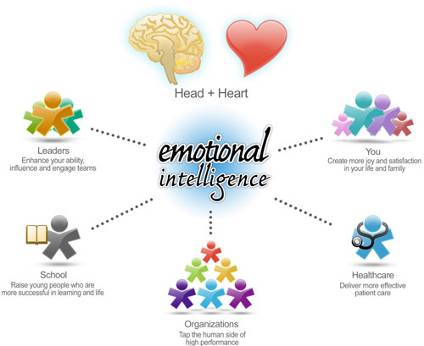 Head + Heart
emotional
intelligence
Leaders
Enhance your ability,
influence and engage teams
You
Create more joy and satisfaction
in your life and family
School
Raise young people who are
more successful in learning and life
Organizations
Tap the human side of
high performance
Healthcare
Deliver more effective
patient care